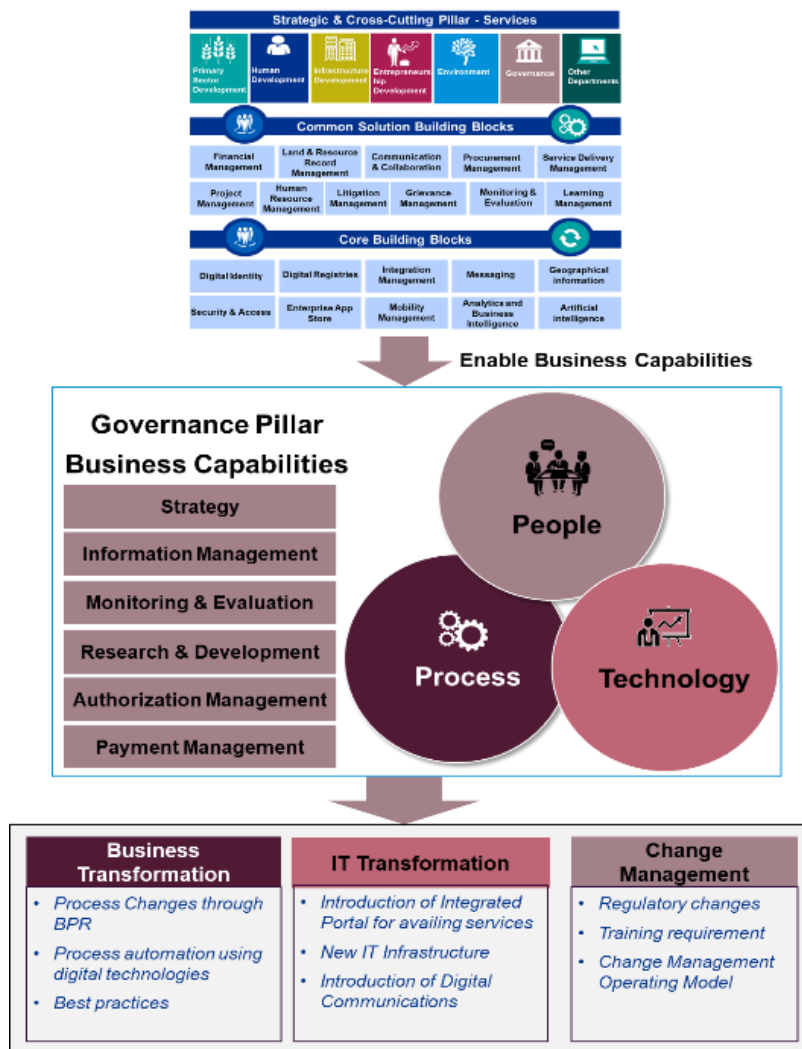 Strategic & Cross-Cutting Pillar - Services
Primary
Sector
Development
Human
Development
Infrastructure
Development
Entrepreneurs
hip
Development
Environment
Governance
Other
Departments
Common Solution Building Blocks
Financial
Management
Land & Resource
Record
Management
Communication
& Collaboration
Procurement
Management
Service Delivery
Management
Project
Management
Human
Resource
Management
Litigation
Management
Grievance
Management
Monitoring &
Evaluation
Learning
Management
Core Building Blocks
Digital Identity
Digital Registries
Integration
Management
Messaging
Geographical
information
Security & Access
Enterprise App
Store
Mobility
Management
Analytics and
Business
Intelligence
Artificial
intelligence
Enable Business Capabilities
Governance Pillar
Business Capabilities
Strategy
Information Management
Monitoring & Evaluation
Research & Development
Authorization Management
Payment Management
People
Process
Technology
Business
Transformation
• Process Changes through
BPR
• Process automation using
digital technologies
• Best practices
IT Transformation
• Introduction of Integrated
Portal for availing services
• New IT Infrastructure
• Introduction of Digital
Communications
Change
Management
• Regulatory changes
• Training requirement
• Change Management
Operating Model